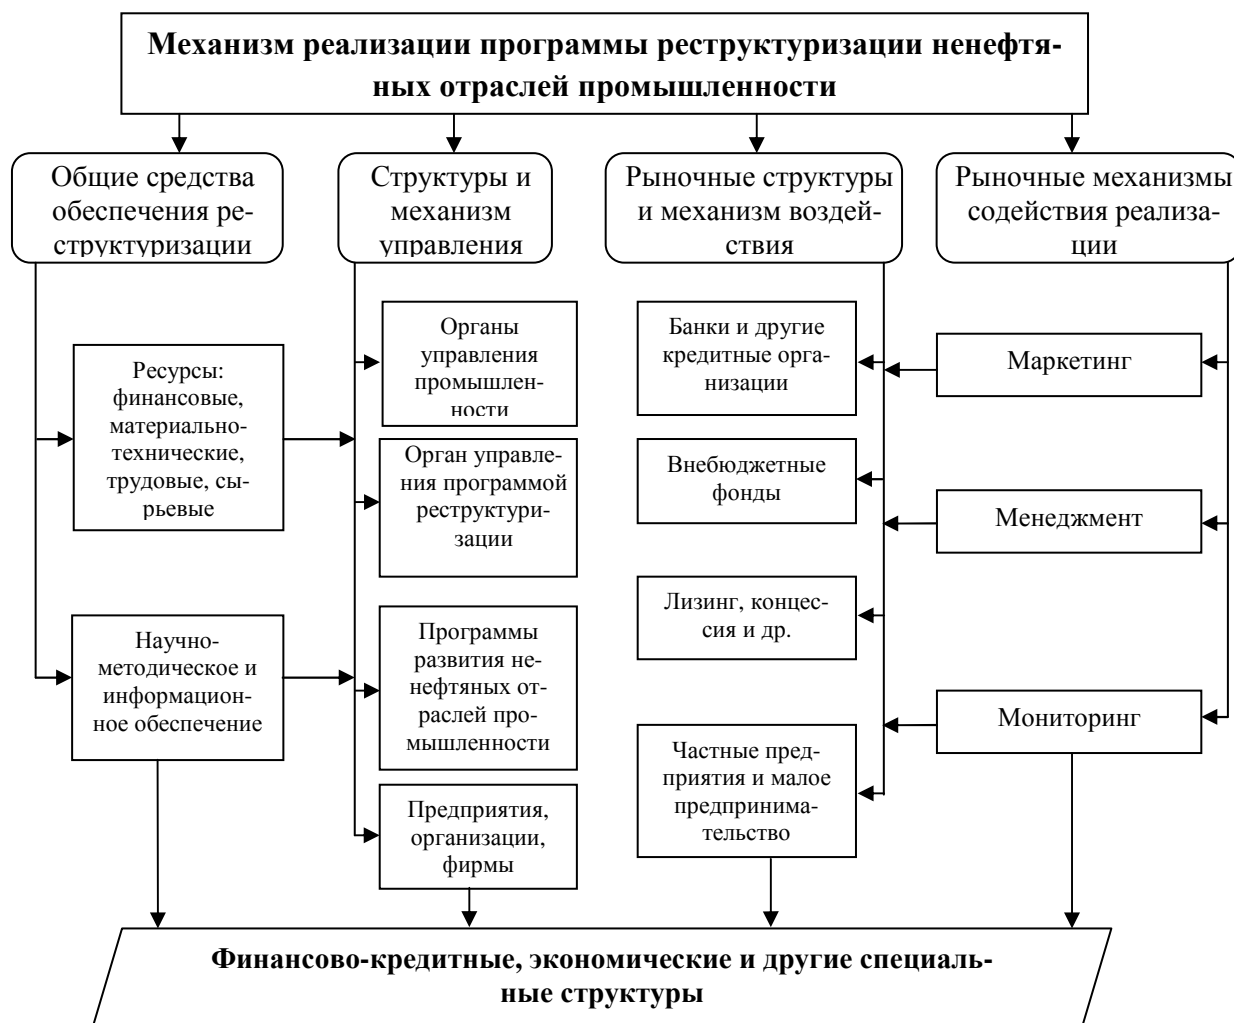 Механизм реализации программы реструктуризации ненефтя-
ных отраслей промышленности
Общие средства
обеспечения ре-
структуризации
Структуры и
механизм
управления
Рыночные структуры
и механизм воздей-
ствия
Рыночные механизмы
содействия реализа-
ции
Ресурсы:
финансовые,
материально-
технические,
трудовые, сы-
рьевые
Научно-
методическое и
информацион-
ное обеспечение
Органы
управления
промышлен-
ности
Орган управле-
ния программой
реструктури-
зации
Программы
развития не-
нефтяных от-
раслей про-
мышленности
Предприятия,
организации,
фирмы
Банки и другие
кредитные орга-
низации
Внебюджетные
фонды
Лизинг, концес-
сия и др.
Частные пред-
приятия и малое
предпринима-
тельство
Маркетинг
Менеджмент
Мониторинг
Финансово-кредитные, экономические и другие специаль-
ные структуры